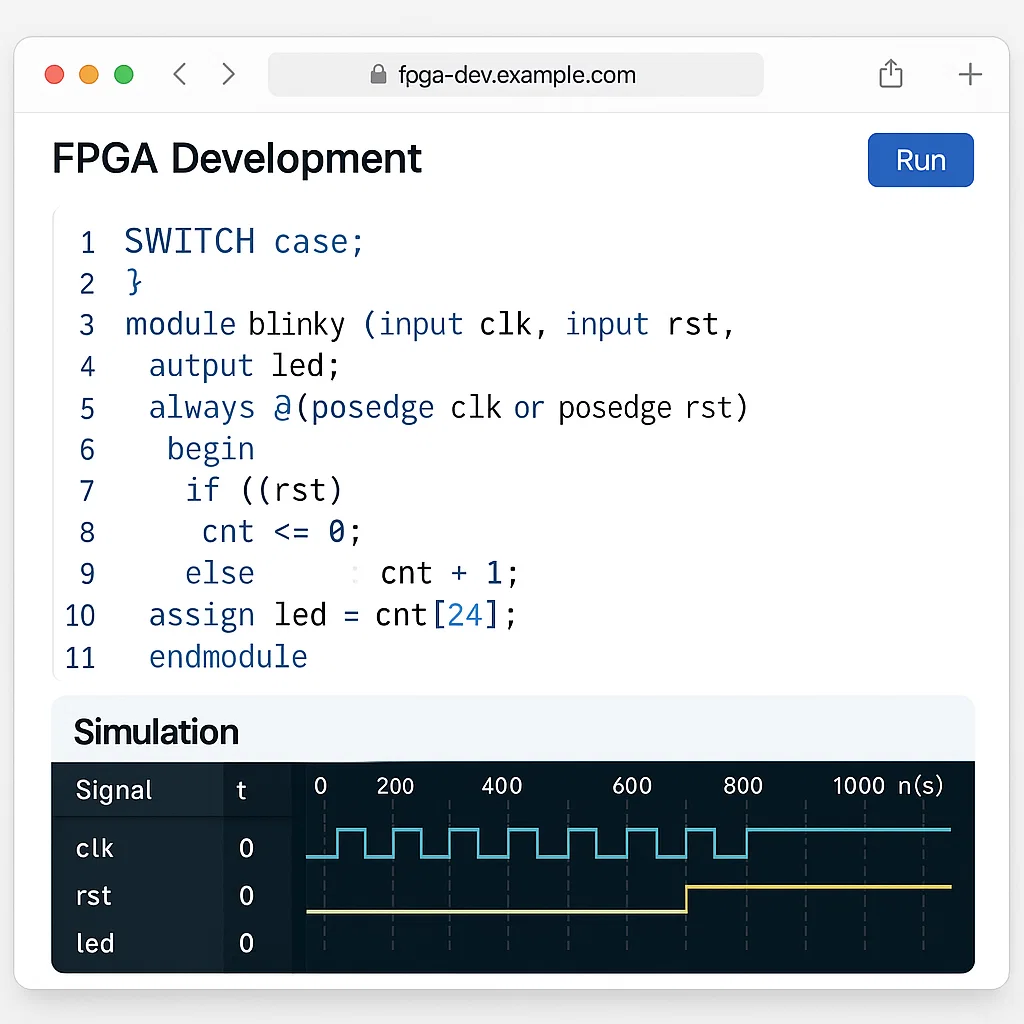 fpga-dev.example.com
FPGA Development
Run
1 SWITCH case;
2 }
3 module blinky (input clk, input rst,
4 autput led;
5 always @(posedge clk or posedge rst)
6 begin
7 if ((rst)
8 cnt <= 0;
9 else : cnt + 1;
10 assign led = cnt[24];
11 endmodule
Simulation
Signal t 0 200 400 600 800 1000 n(s)
clk 0
rst 0
led 0